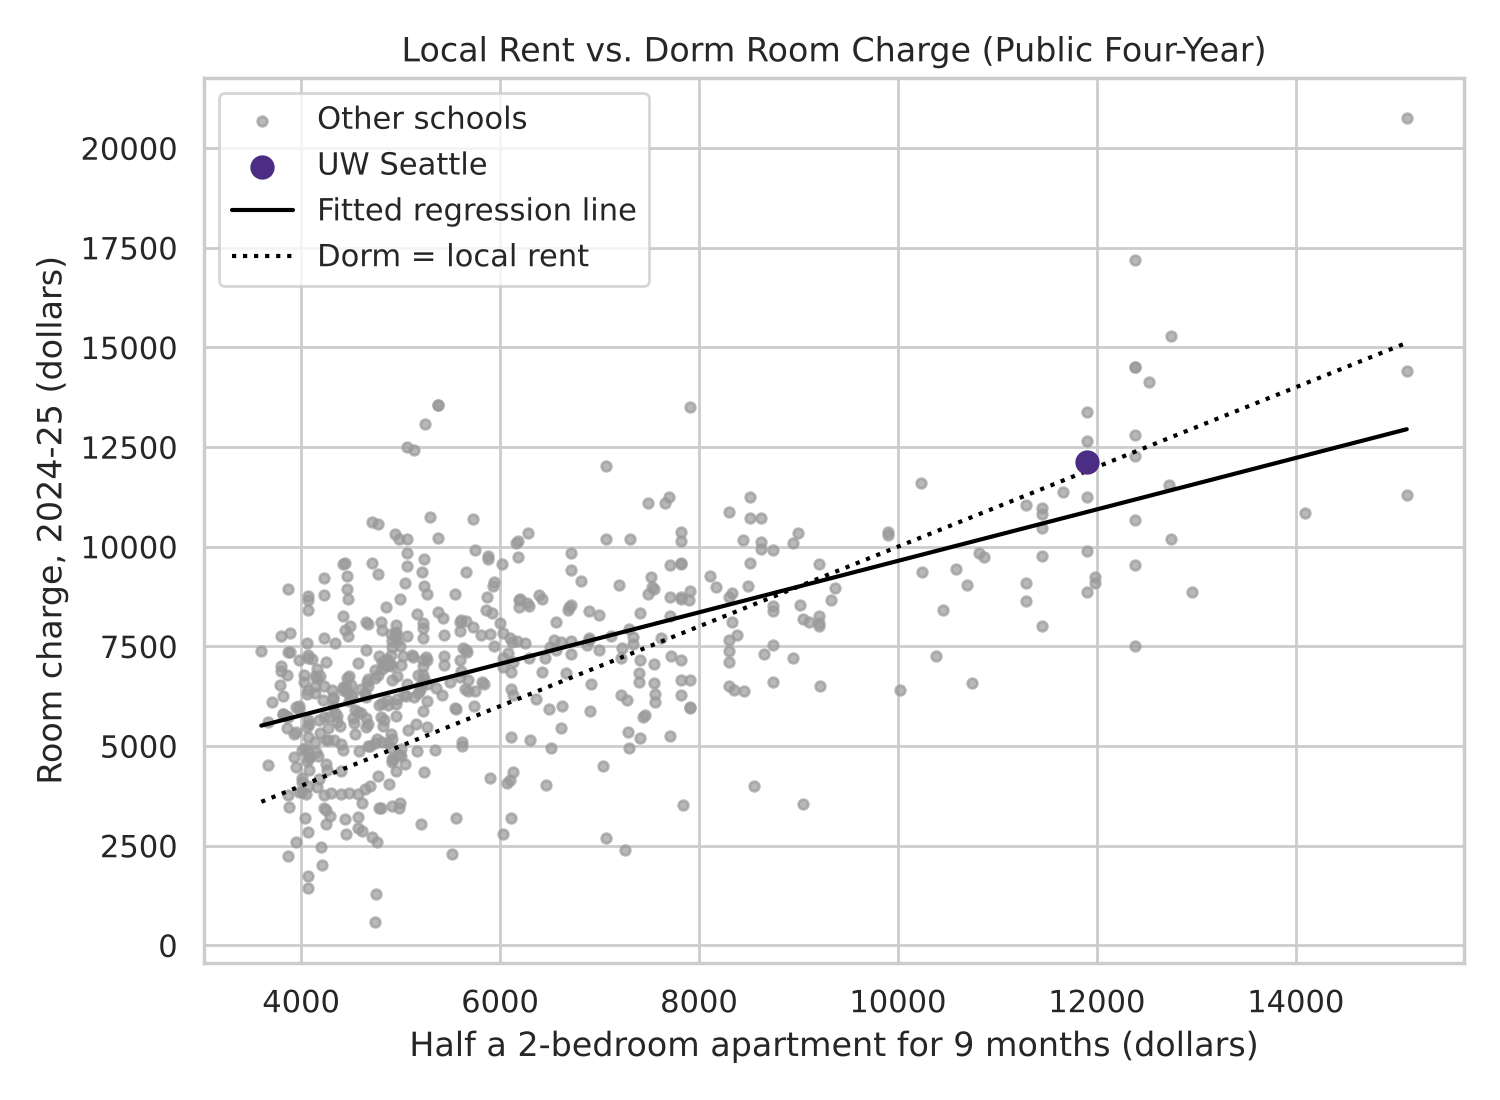 Local Rent vs. Dorm Room Charge (Public Four-Year)
Other schools
UW Seattle
Fitted regression line
Dorm = local rent
Room charge, 2024-25 (dollars)
20000
17500
15000
12500
10000
7500
5000
2500
0
4000 6000 8000 10000 12000 14000
Half a 2-bedroom apartment for 9 months (dollars)